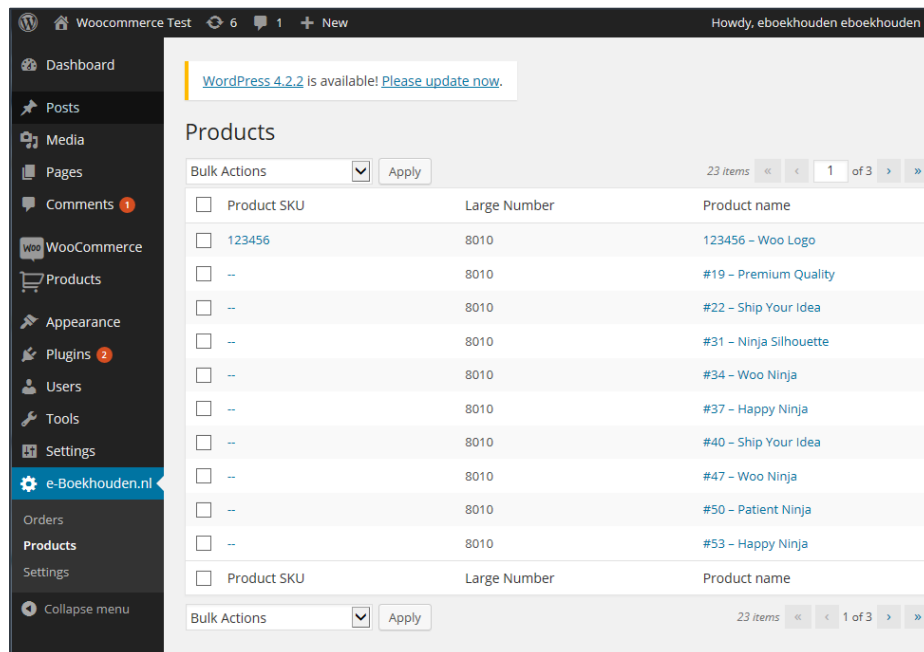 Woocommerce Test 6 1 + New Howdy, eboekhouden eboekhouden
Dashboard
Posts
Media
Pages
Comments 1
Woo WooCommerce
Products
Appearance
Plugins 2
Users
Tools
Settings
e-Boekhouden.nl
Orders
Products
Settings
Collapse menu
WordPress 4.2.2 is available! Please update now.
Products
Bulk Actions Apply 23 items « ‹ 1 of 3 › »
Product SKU Large Number Product name
123456 8010 123456 – Woo Logo
-- 8010 #19 – Premium Quality
-- 8010 #22 – Ship Your Idea
-- 8010 #31 – Ninja Silhouette
-- 8010 #34 – Woo Ninja
-- 8010 #37 – Happy Ninja
-- 8010 #40 – Ship Your Idea
-- 8010 #47 – Woo Ninja
-- 8010 #50 – Patient Ninja
-- 8010 #53 – Happy Ninja
Product SKU Large Number Product name
Bulk Actions Apply 23 items « ‹ 1 of 3 › »